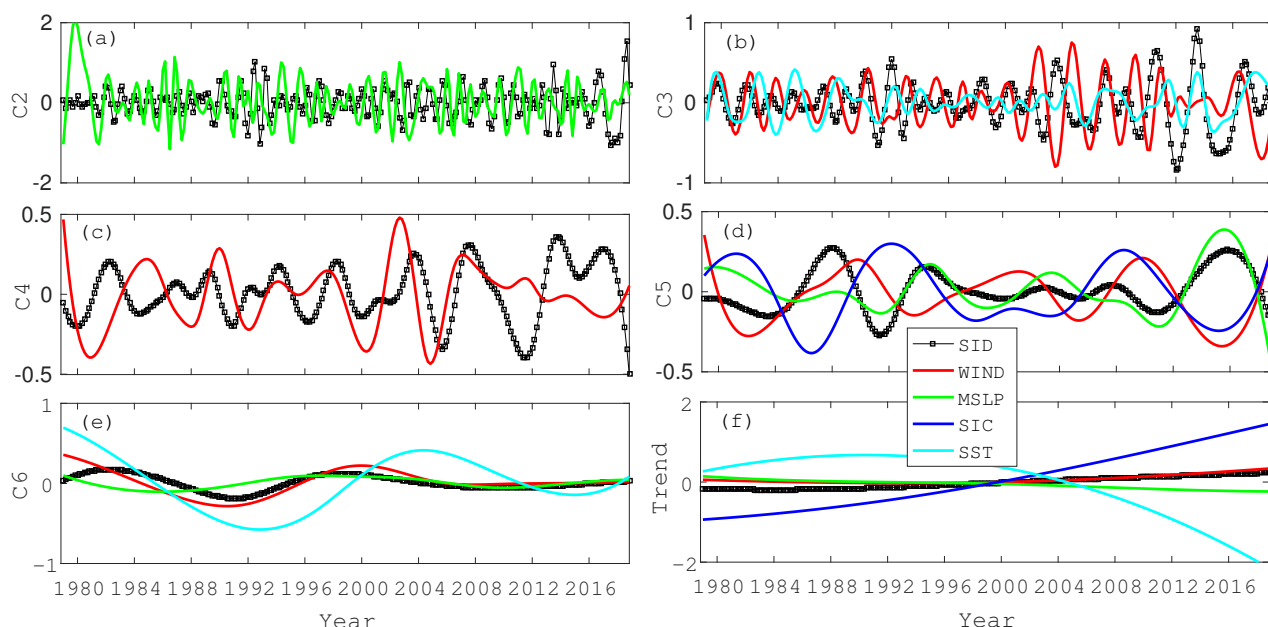 2
(a)
0
-2
C2
1
(b)
0
-1
C3
0.5
(c)
0
-0.5
C4
0.5
(d)
0
-0.5
C5
SID
WIND
MSLP
SIC
SST
1
(e)
0
-1
C6
1980 1984 1988 1992 1996 2000 2004 2008 2012 2016
Year
2
(f)
0
-2
Trend
1980 1984 1988 1992 1996 2000 2004 2008 2012 2016
Year